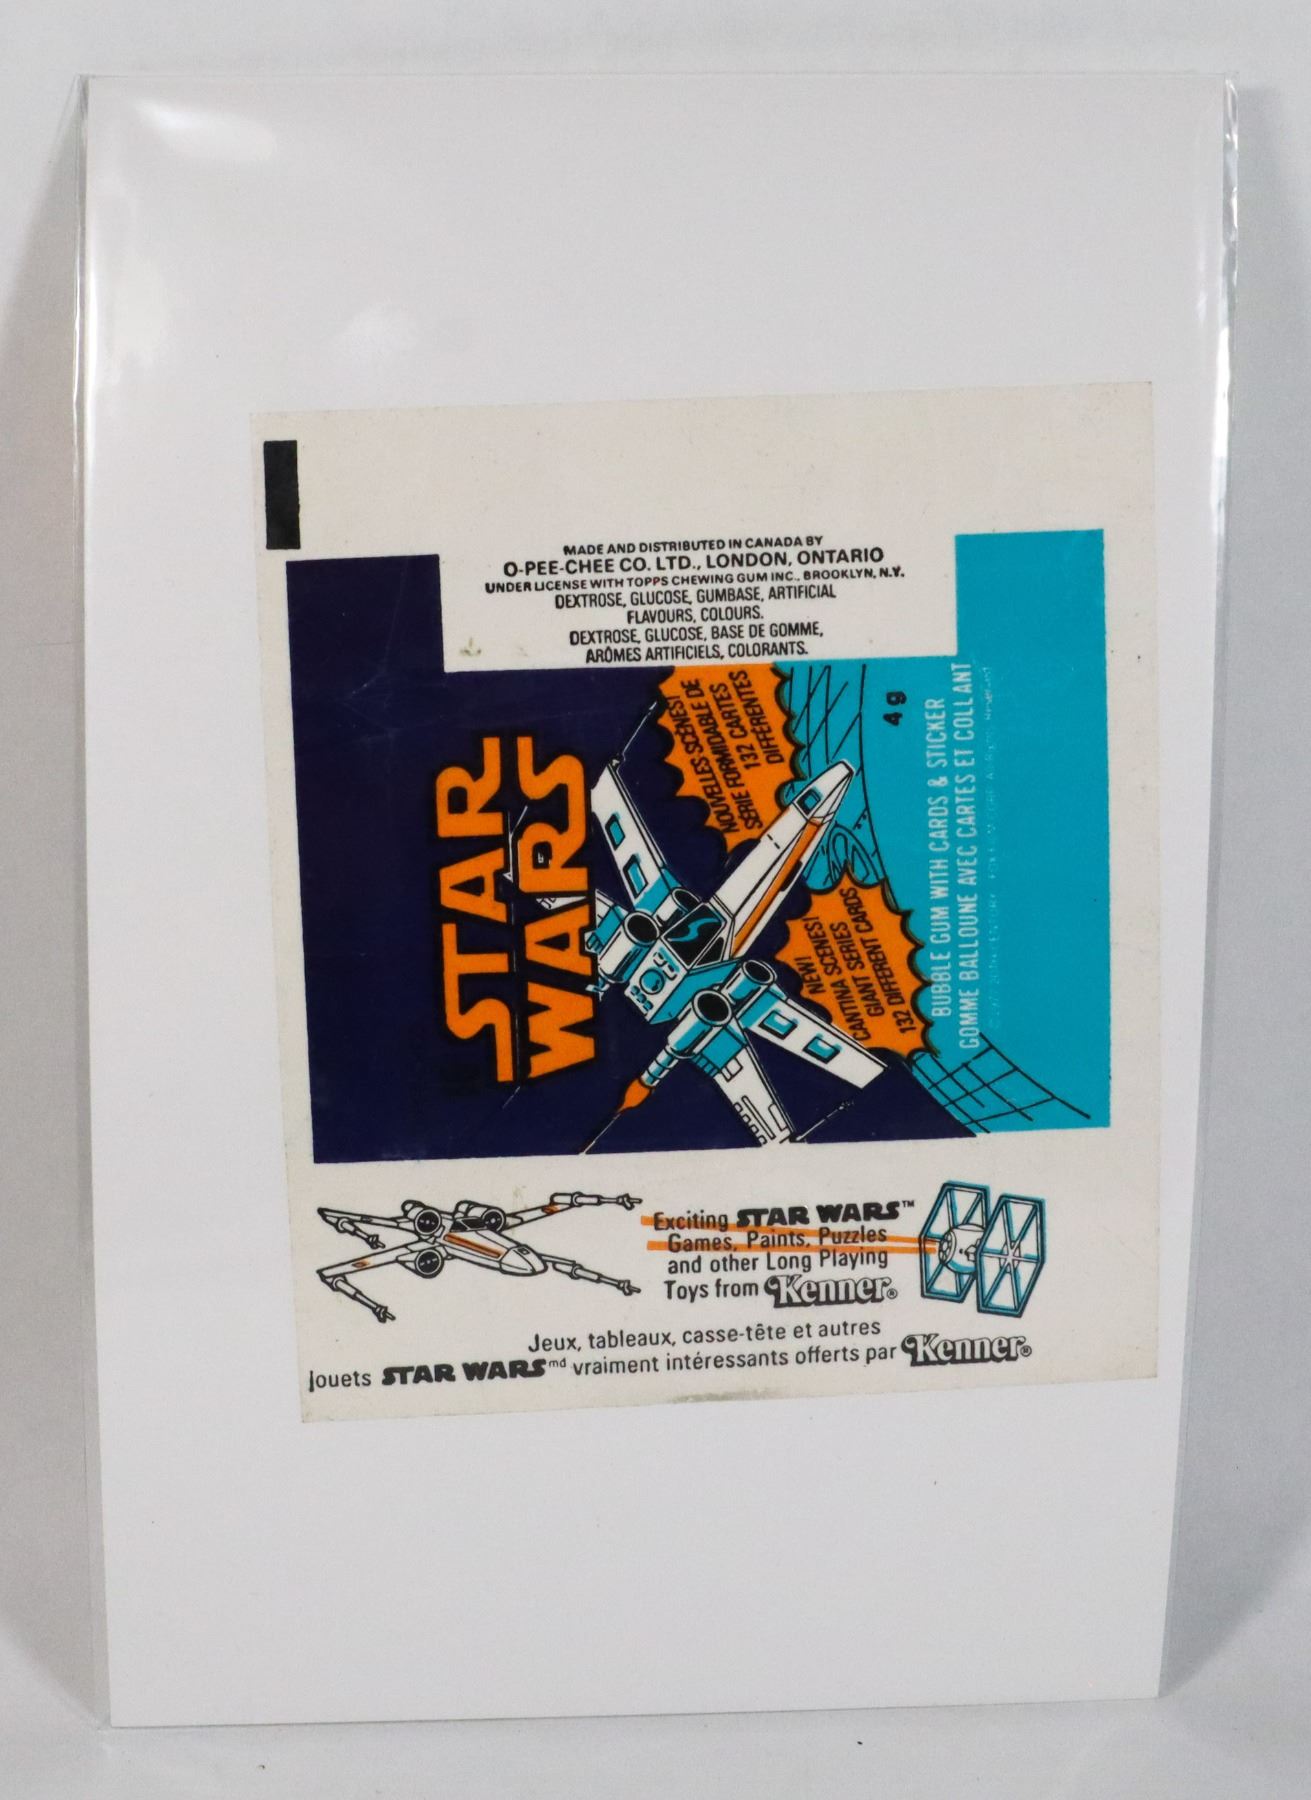 MADE AND DISTRIBUTED IN CANADA BY
O-PEE-CHEE CO. LTD., LONDON, ONTARIO
UNDER LICENSE WITH TOPPS CHEWING GUM INC., BROOKLYN, N.Y.
DEXTROSE, GLUCOSE, GUMBASE, ARTIFICIAL
FLAVOURS, COLOURS.
DEXTROSE, GLUCOSE, BASE DE GOMME,
ARÔMES ARTIFICIELS, COLORANTS.
STAR
WARS
NOUVELLES SCÈNES!
SÉRIE FORMIDABLE DE
132 CARTES
DIFFÉRENTES
NEW!
CANTINA SCENES!
GIANT SERIES
132 DIFFERENT CARDS
4 g
BUBBLE GUM WITH CARDS & STICKER
GOMME BALLOUNE AVEC CARTES ET COLLANT
Exciting STAR WARS™
Games, Paints, Puzzles
and other Long Playing
Toys from Kenner®
Jeux, tableaux, casse-tête et autres
jouets STAR WARS md vraiment intéressants offerts par Kenner®